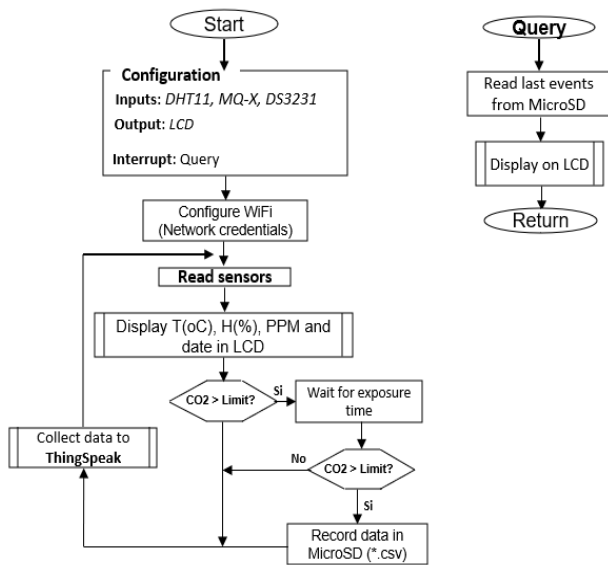 Start
Configuration
Inputs: DHT11, MQ-X, DS3231
Output: LCD
Interrupt: Query
Configure WiFi
(Network credentials)
Read sensors
Display T(oC), H(%), PPM and
date in LCD
CO2 > Limit?
Si
Wait for exposure
time
Collect data to
ThingSpeak
No
CO2 > Limit?
Si
Record data in
MicroSD (*.csv)
Query
Read last events
from MicroSD
Display on LCD
Return